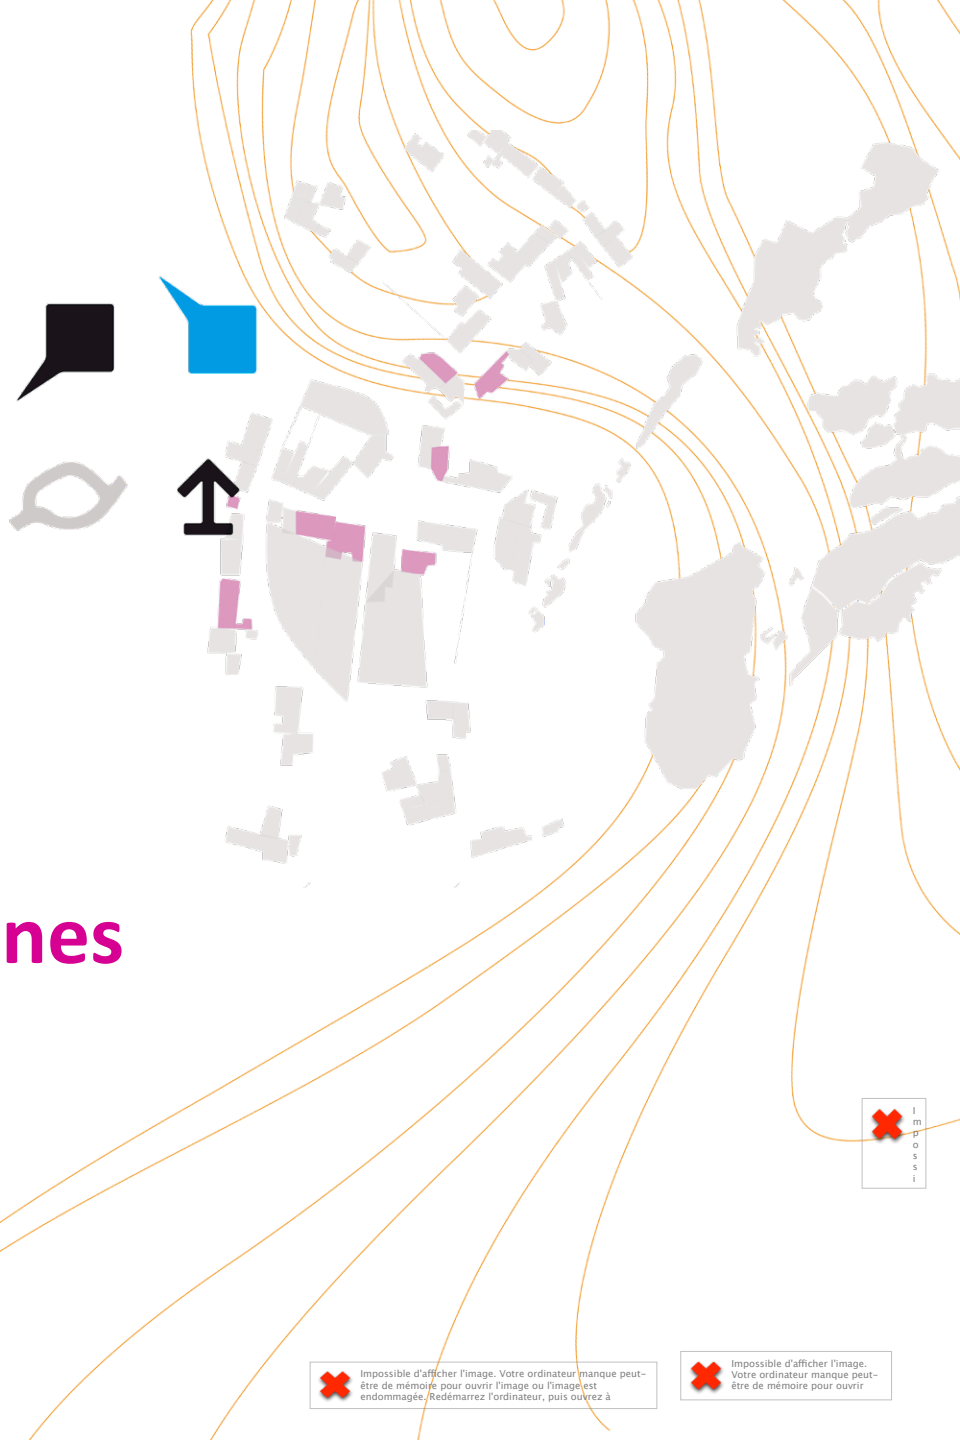 nes
I
m
p
o
s
s
i
Impossible d'afficher l'image. Votre ordinateur manque peut-
être de mémoire pour ouvrir l'image ou l'image est
endommagée. Redémarrez l'ordinateur, puis ouvrez à
Impossible d'afficher l'image.
Votre ordinateur manque peut-
être de mémoire pour ouvrir